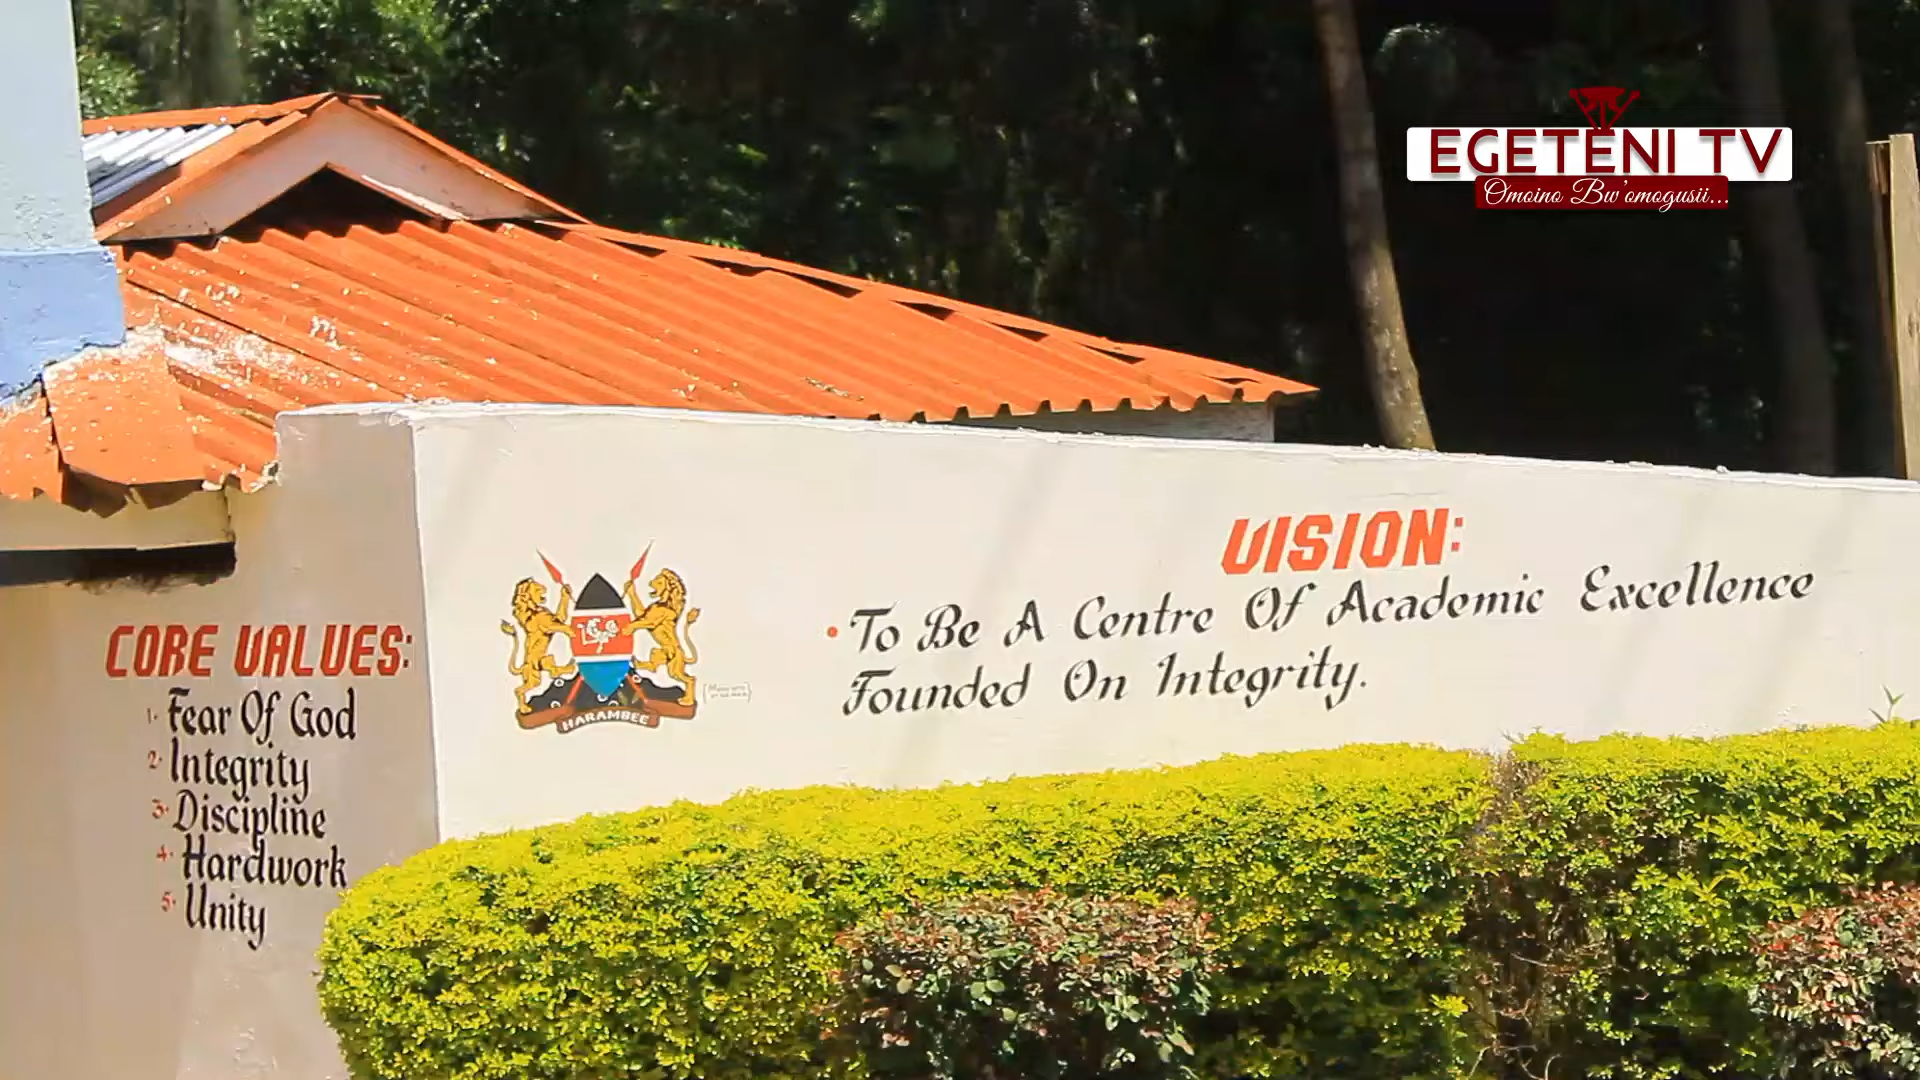 EGETENI TV
Omoino Bw'omogusii...
VISION:
•To Be A Centre Of Academic Excellence
Founded On Integrity.
HARAMBEE
CORE VALUES:
1. Fear Of God
2. Integrity
3. Discipline
4. Hardwork
5. Unity